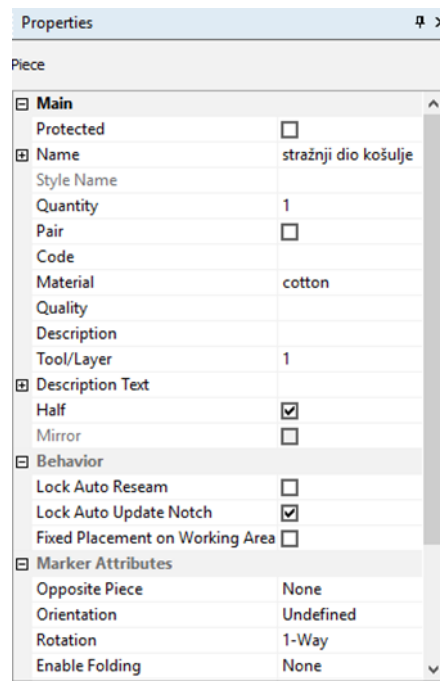 Properties
Piece
Main
Protected
Name stražnji dio košulje
Style Name
Quantity 1
Pair
Code
Material cotton
Quality
Description
Tool/Layer 1
Description Text
Half
Mirror
Behavior
Lock Auto Reseam
Lock Auto Update Notch
Fixed Placement on Working Area
Marker Attributes
Opposite Piece None
Orientation Undefined
Rotation 1-Way
Enable Folding None